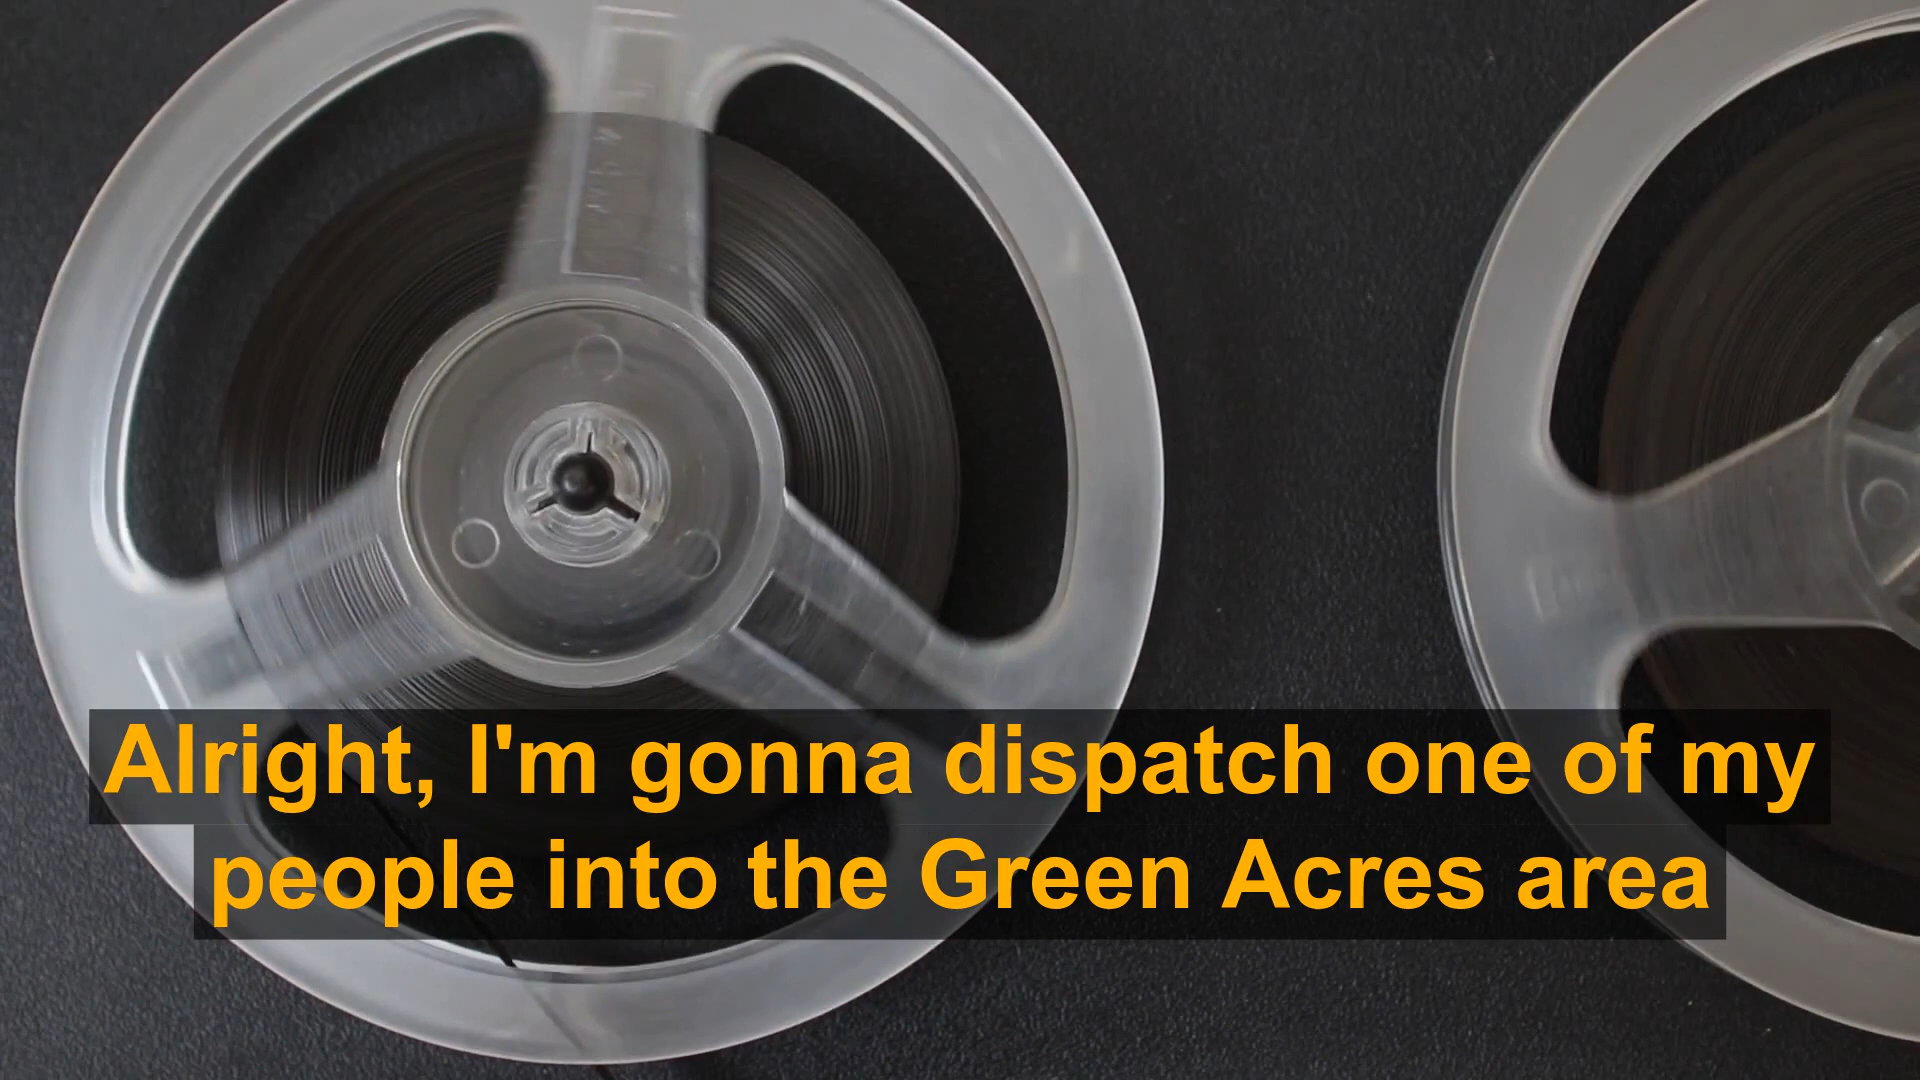 Alright, I'm gonna dispatch one of my
people into the Green Acres area